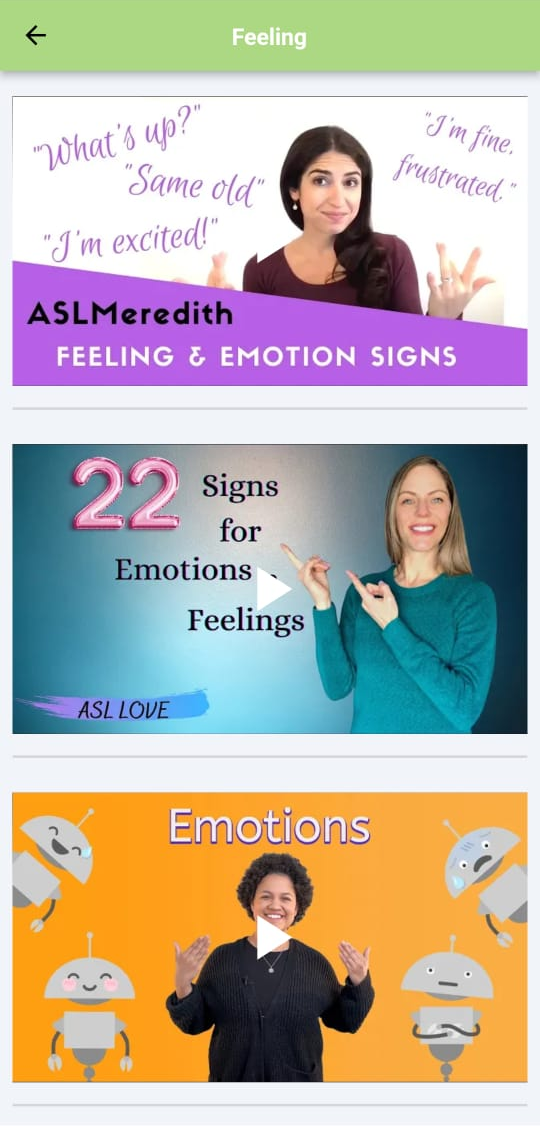 Feeling
"What's up?"
"Same old"
"I'm excited!"
"I'm fine.
frustrated."
ASLMeredith
FEELING & EMOTION SIGNS
22
Signs
for
Emotions
Feelings
ASL LOVE
Emotions